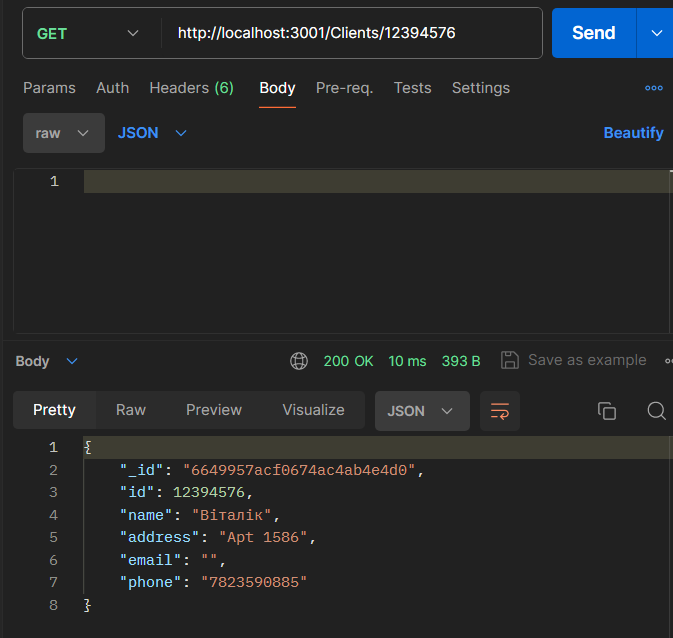 GET http://localhost:3001/Clients/12394576 Send
Params Auth Headers (6) Body Pre-req. Tests Settings
raw JSON Beautify
1
Body 200 OK 10 ms 393 B Save as example
Pretty Raw Preview Visualize JSON
1 {
2 "_id": "6649957acf0674ac4ab4e4d0",
3 "id": 12394576,
4 "name": "Віталік",
5 "address": "Apt 1586",
6 "email": "",
7 "phone": "7823590885"
8 }